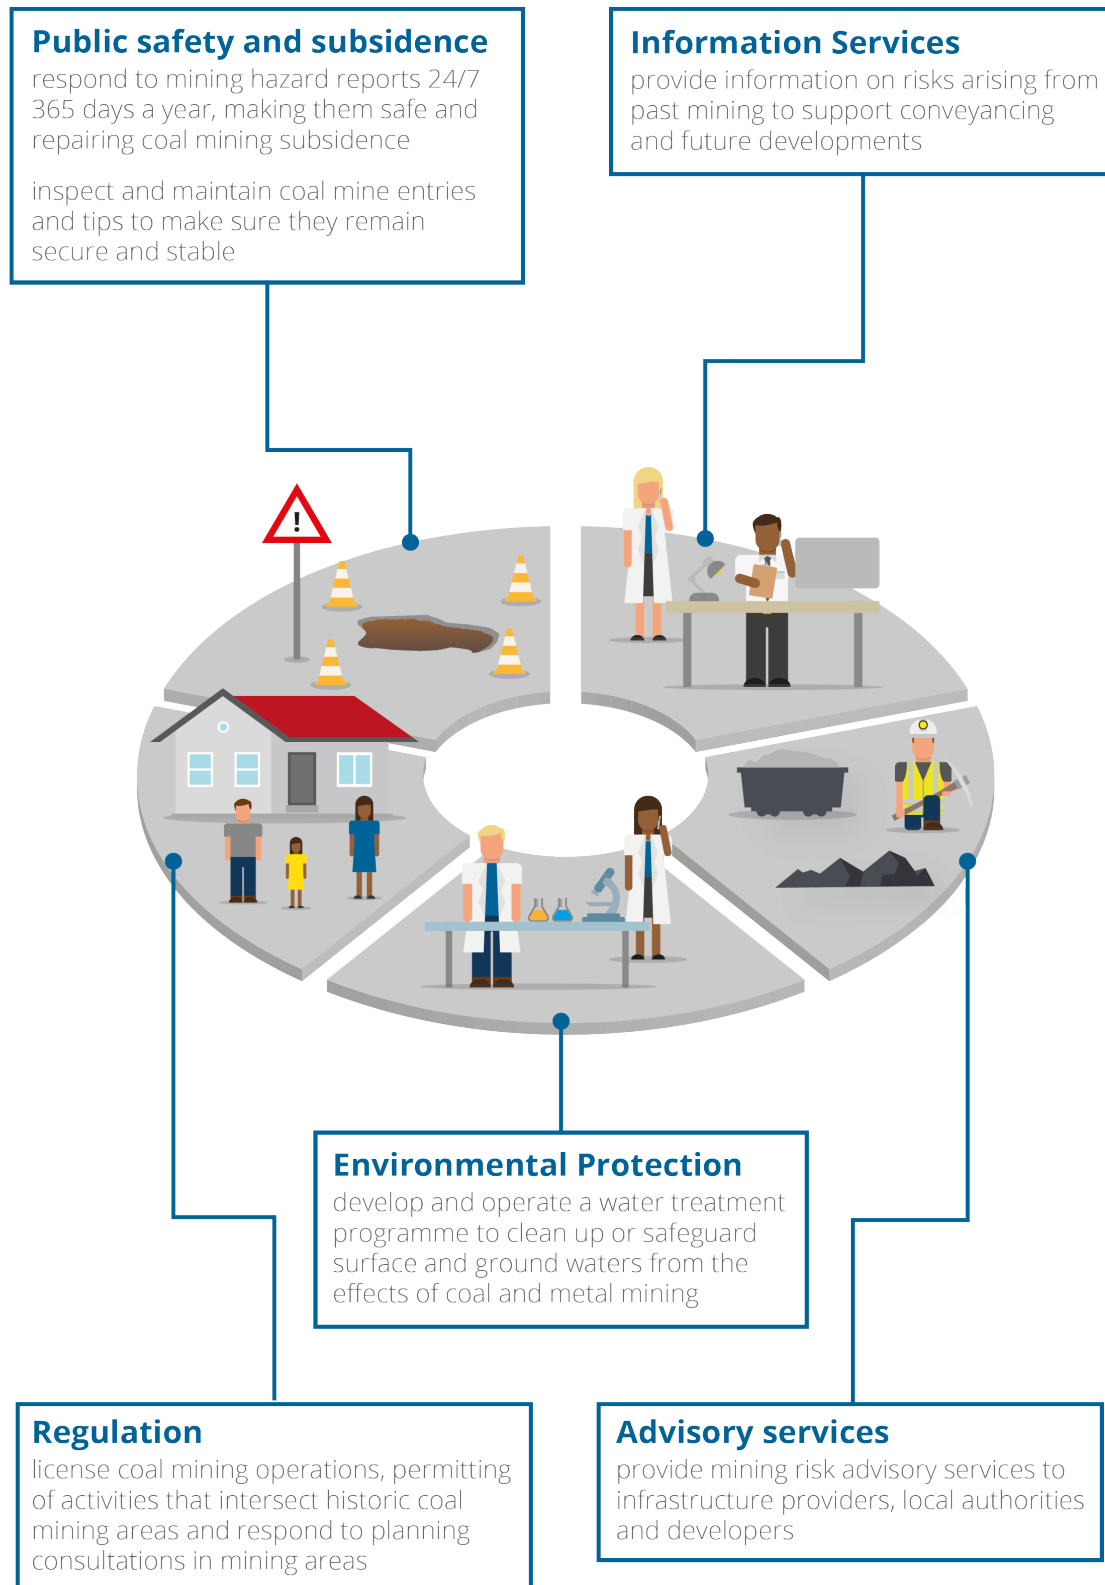 Public safety and subsidence
respond to mining hazard reports 24/7
365 days a year, making them safe and
repairing coal mining subsidence
inspect and maintain coal mine entries
and tips to make sure they remain
secure and stable
Information Services
provide information on risks arising from
past mining to support conveyancing
and future developments
!
Environmental Protection
develop and operate a water treatment
programme to clean up or safeguard
surface and ground waters from the
effects of coal and metal mining
Regulation
license coal mining operations, permitting
of activities that intersect historic coal
mining areas and respond to planning
consultations in mining areas
Advisory services
provide mining risk advisory services to
infrastructure providers, local authorities
and developers